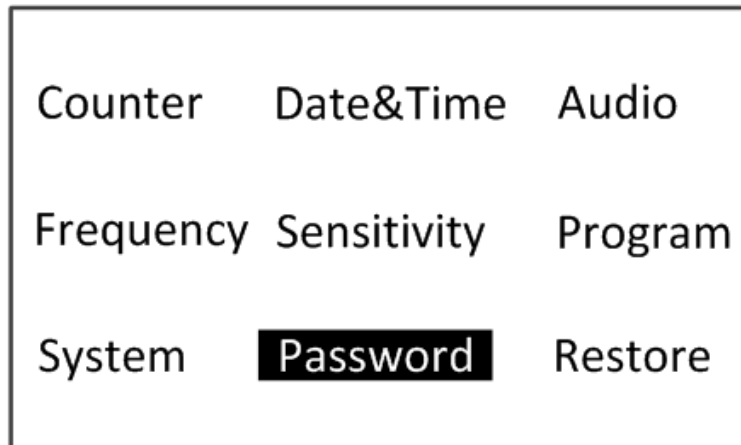 Counter Date&Time Audio
Frequency Sensitivity Program
System Password Restore